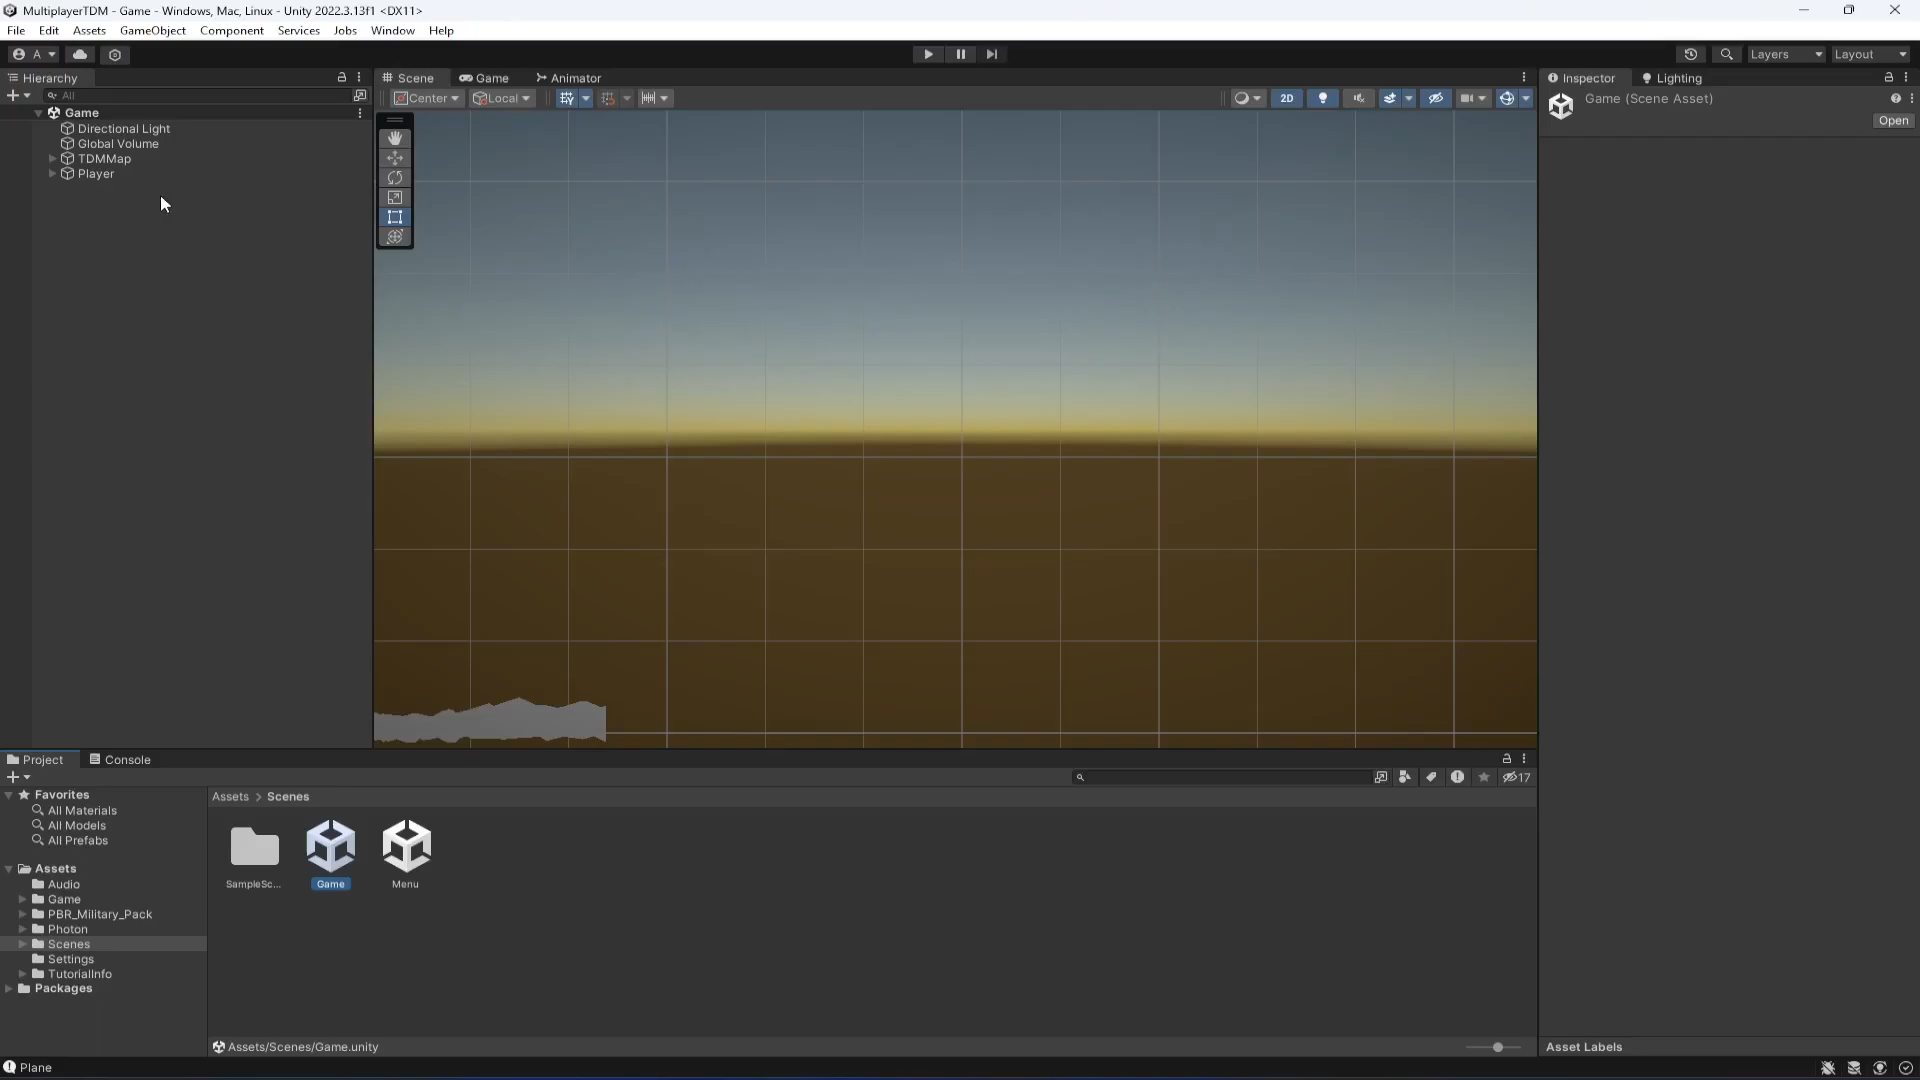 MultiplayerTDM - Game - Windows, Mac, Linux - Unity 2022.3.13f1 <DX11>
File Edit Assets GameObject Component Services Jobs Window Help
A Layers Layout
Hierarchy Scene Game Animator Inspector Lighting
All Center Local 2D Game (Scene Asset)
Open
Game
Directional Light
Global Volume
TDMMap
Player
Project Console
17
Favorites Assets > Scenes
All Materials
All Models
All Prefabs
Assets
Audio
Game
PBR_Military_Pack
Photon
Scenes
Settings
TutorialInfo
Packages
SampleSc... Game Menu
Assets/Scenes/Game.unity
Asset Labels
Plane